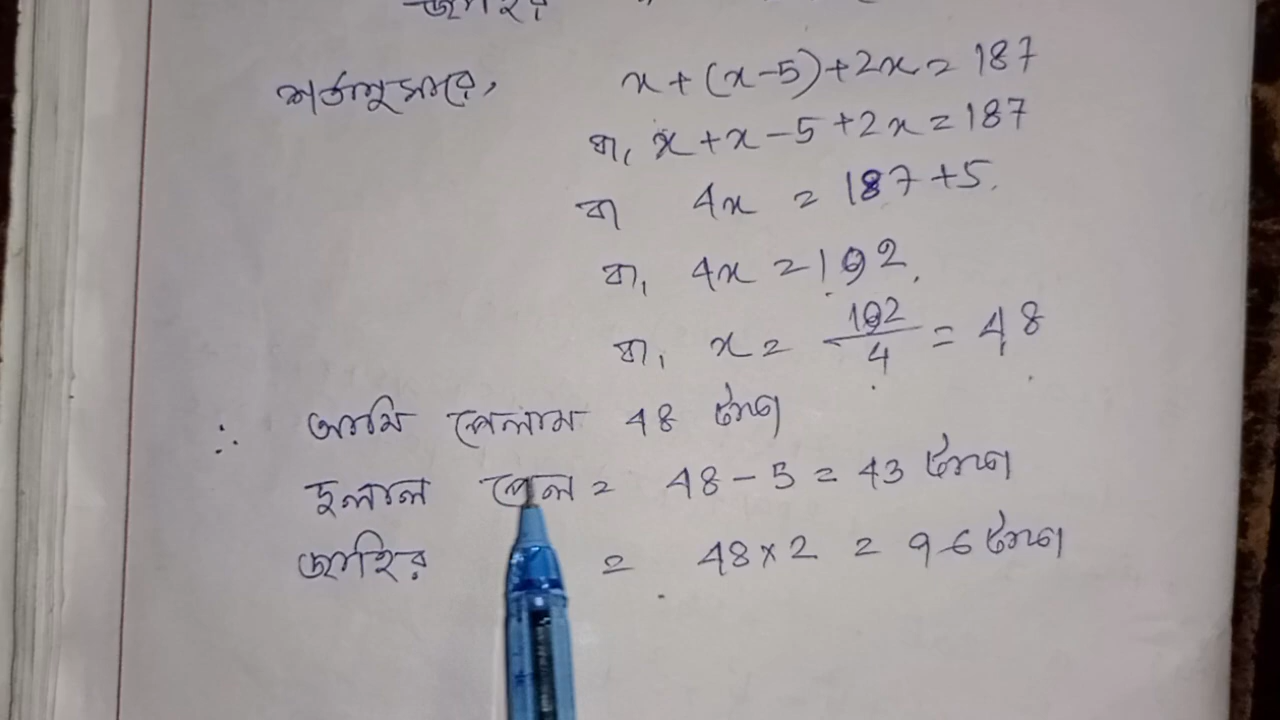 জাহির
শর্তানুসারে, x+(x-5)+2x=187
বা, x+x-5+2x=187
বা 4x = 187+5
বা, 4x=192
বা, x= 192/4 = 48
∴ আমি পেলাম 48 টাকা
দুলাল পেল= 48-5=43 টাকা
জাহির = 48×2 = 96 টাকা